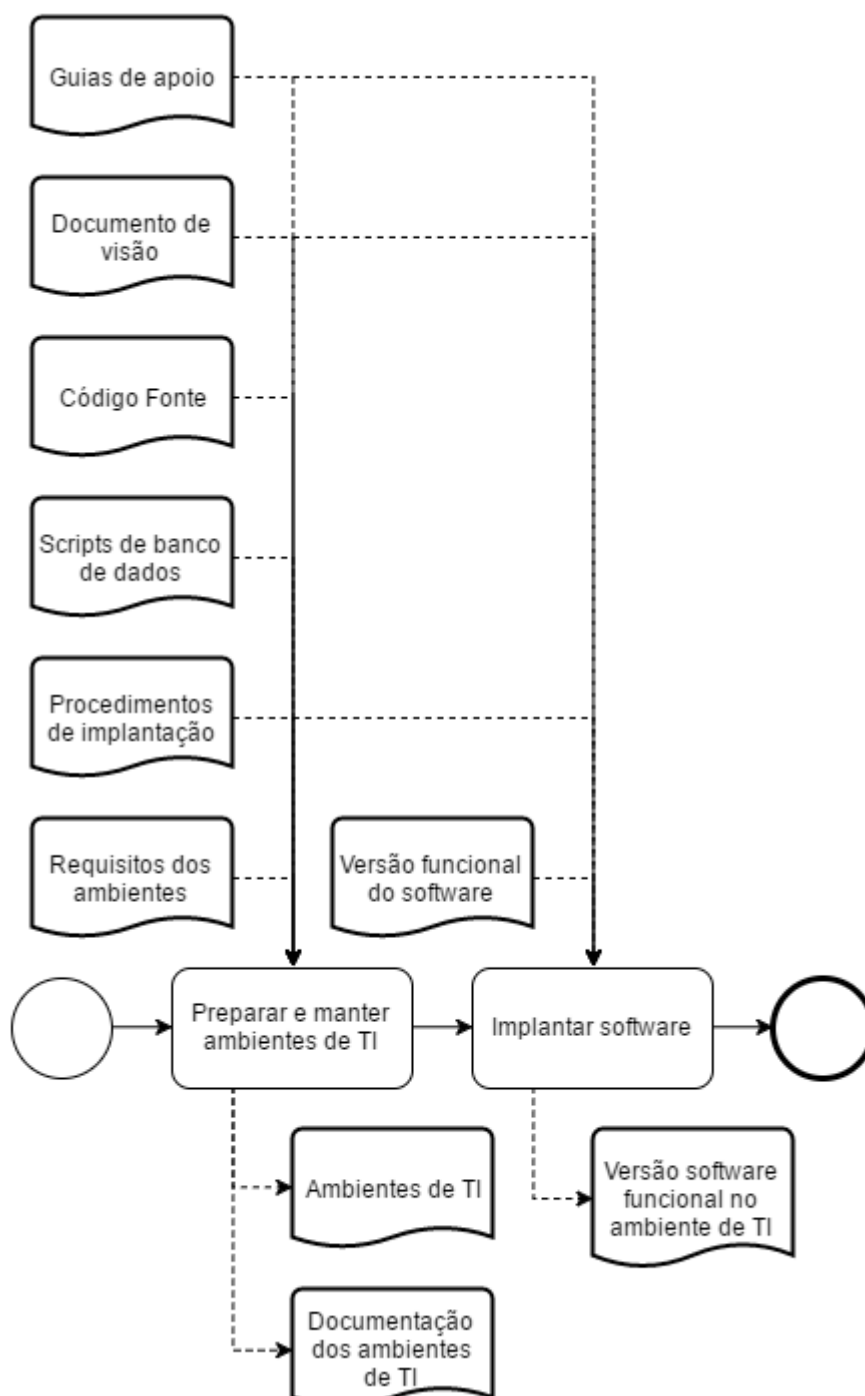 Guias de apoio
Documento de
visão
Código Fonte
Scripts de banco
de dados
Procedimentos
de implantação
Requisitos dos
ambientes
Versão funcional
do software
Preparar e manter
ambientes de TI
Implantar software
Ambientes de TI
Versão software
funcional no
ambiente de TI
Documentação
dos ambientes
de TI